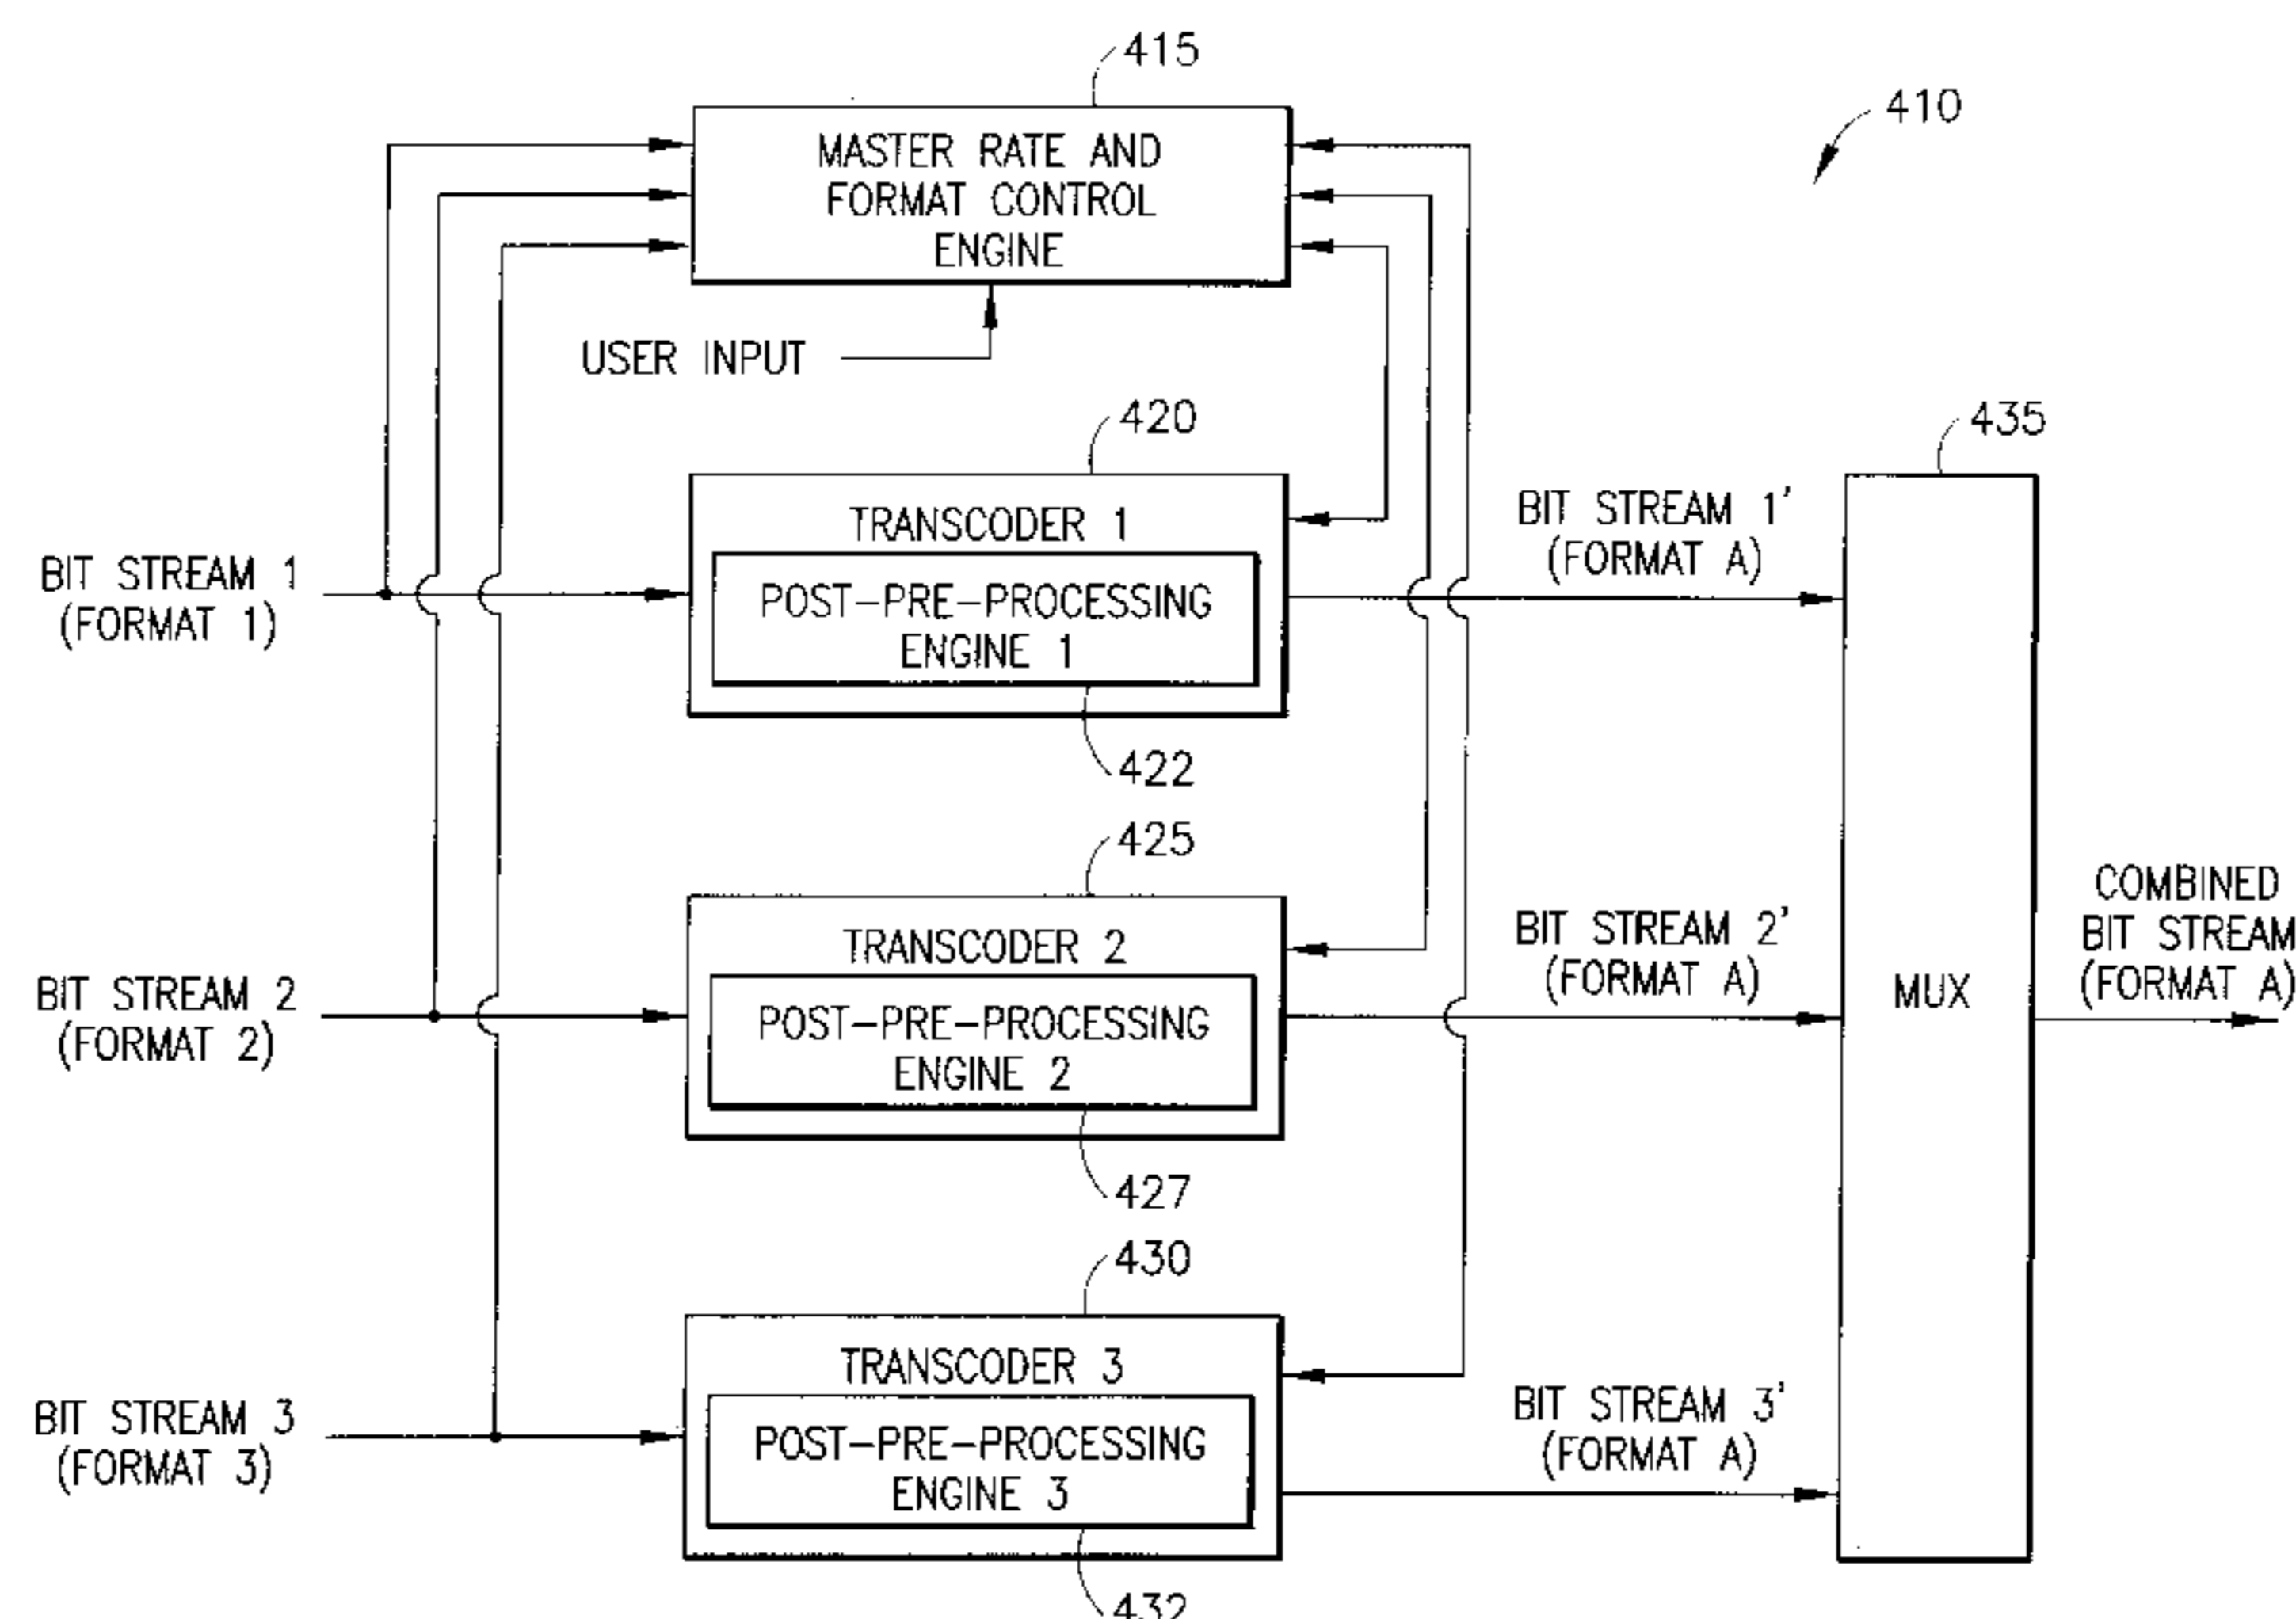 415
410
MASTER RATE AND
FORMAT CONTROL
ENGINE
USER INPUT
420
435
TRANSCODER 1
POST-PRE-PROCESSING
ENGINE 1
422
BIT STREAM 1
(FORMAT 1)
BIT STREAM 1'
(FORMAT A)
425
TRANSCODER 2
POST-PRE-PROCESSING
ENGINE 2
427
BIT STREAM 2
(FORMAT 2)
BIT STREAM 2'
(FORMAT A)
MUX
COMBINED
BIT STREAM
(FORMAT A)
430
TRANSCODER 3
POST-PRE-PROCESSING
ENGINE 3
432
BIT STREAM 3
(FORMAT 3)
BIT STREAM 3'
(FORMAT A)